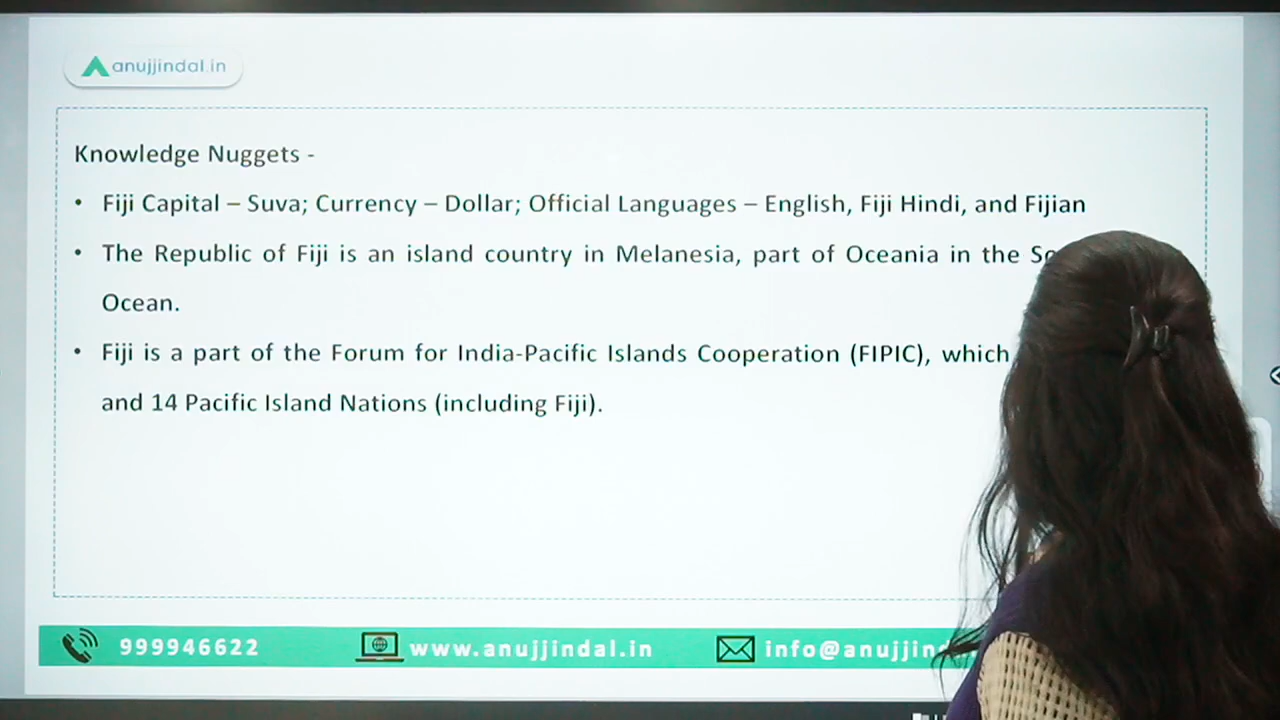 anujjindal.in
Knowledge Nuggets -
• Fiji Capital – Suva; Currency – Dollar; Official Languages – English, Fiji Hindi, and Fijian
• The Republic of Fiji is an island country in Melanesia, part of Oceania in the
Ocean.
• Fiji is a part of the Forum for India-Pacific Islands Cooperation (FIPIC), which
and 14 Pacific Island Nations (including Fiji).
999946622 www.anujjindal.in